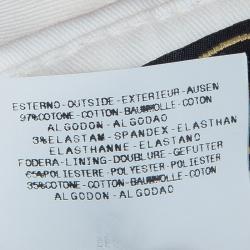 ESTERNO-OUTSIDE-EXTERIEUR-AUSEN
97%COTONE-COTTON-BAUMWOLLE-COTON
ALGODON-ALGODAO
3%ELASTAM-SPANDEX-ELASTHAN
ELASTHANNE-ELASTANO
FODERA-LINING-DOUBLURE-GEFUTTER
65%POLIESTERE-POLYESTER-POLIESTER
35%COTONE-COTTON-BAUMWOLLE-COTON
ALGODON-ALGODAO